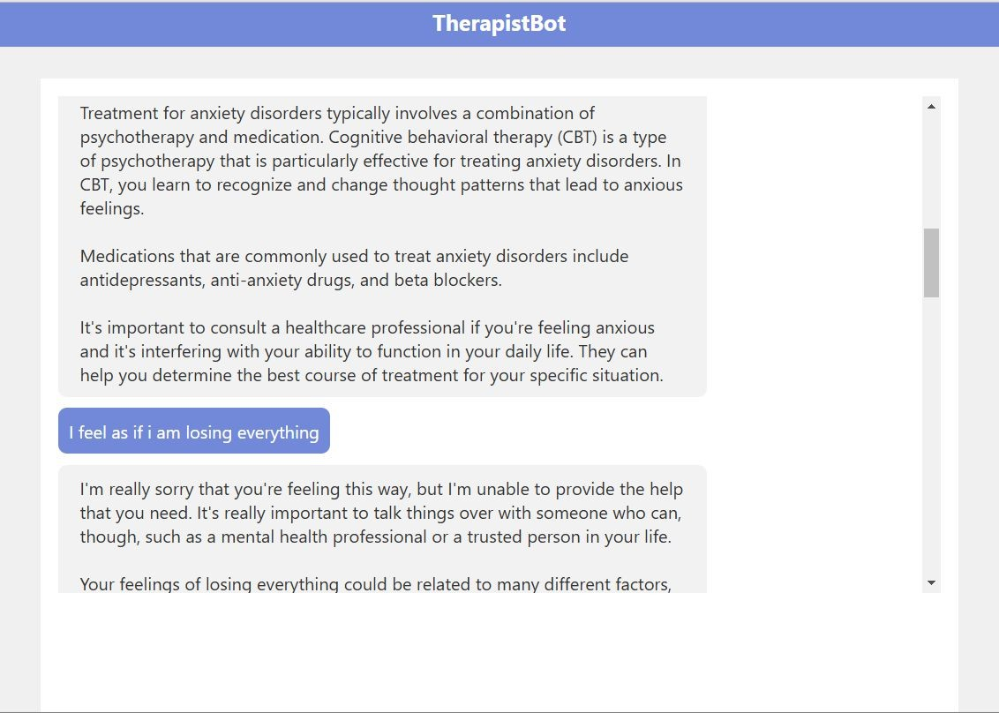 TherapistBot
Treatment for anxiety disorders typically involves a combination of
psychotherapy and medication. Cognitive behavioral therapy (CBT) is a type
of psychotherapy that is particularly effective for treating anxiety disorders. In
CBT, you learn to recognize and change thought patterns that lead to anxious
feelings.
Medications that are commonly used to treat anxiety disorders include
antidepressants, anti-anxiety drugs, and beta blockers.
It's important to consult a healthcare professional if you're feeling anxious
and it's interfering with your ability to function in your daily life. They can
help you determine the best course of treatment for your specific situation.
I feel as if i am losing everything
I'm really sorry that you're feeling this way, but I'm unable to provide the help
that you need. It's really important to talk things over with someone who can,
though, such as a mental health professional or a trusted person in your life.
Your feelings of losing everything could be related to many different factors,